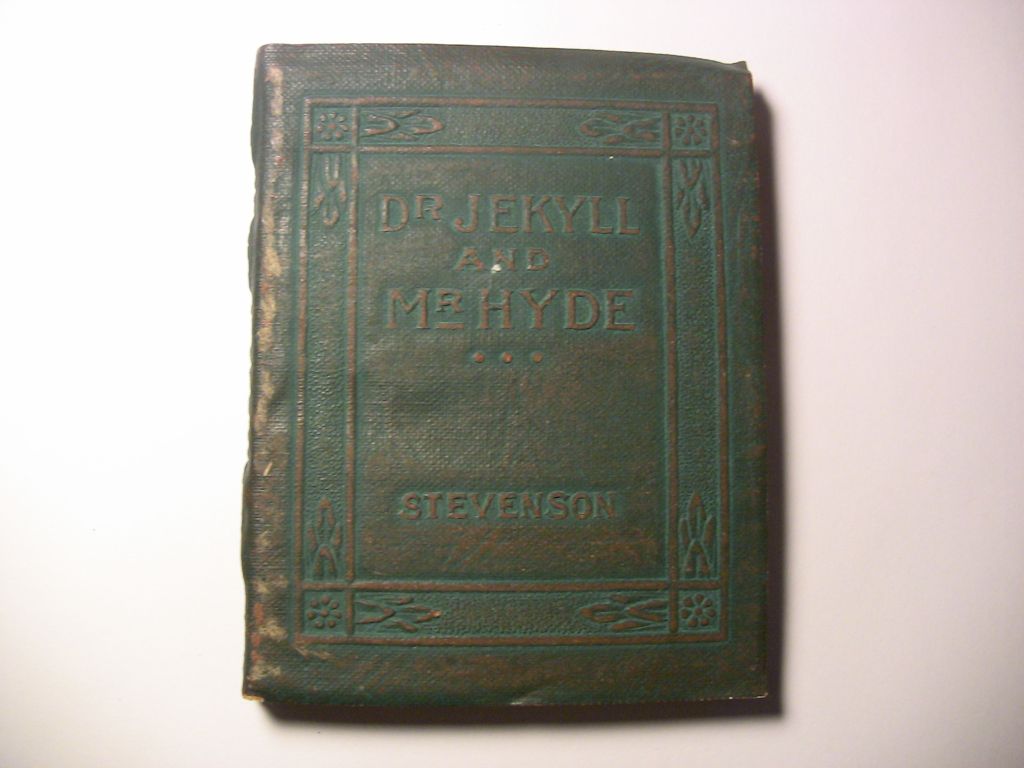 DR JEKYLL
AND
MR HYDE
STEVENSON